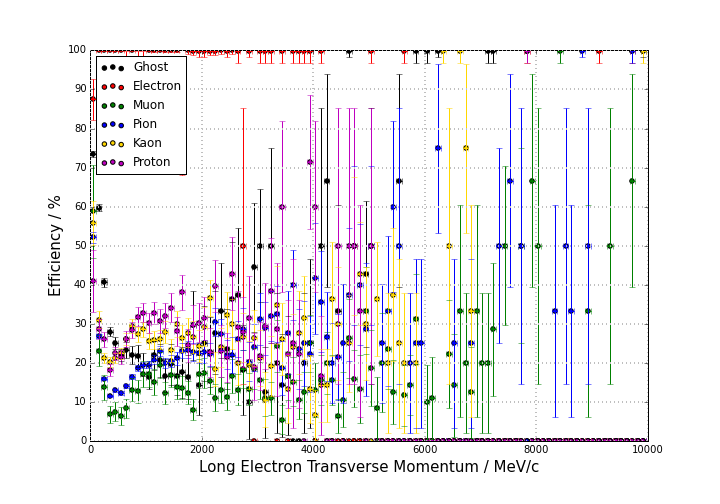 100
90
80
70
60
50
40
30
20
10
0
Efficiency / %
Ghost
Electron
Muon
Pion
Kaon
Proton
0 2000 4000 6000 8000 10000
Long Electron Transverse Momentum / MeV/c